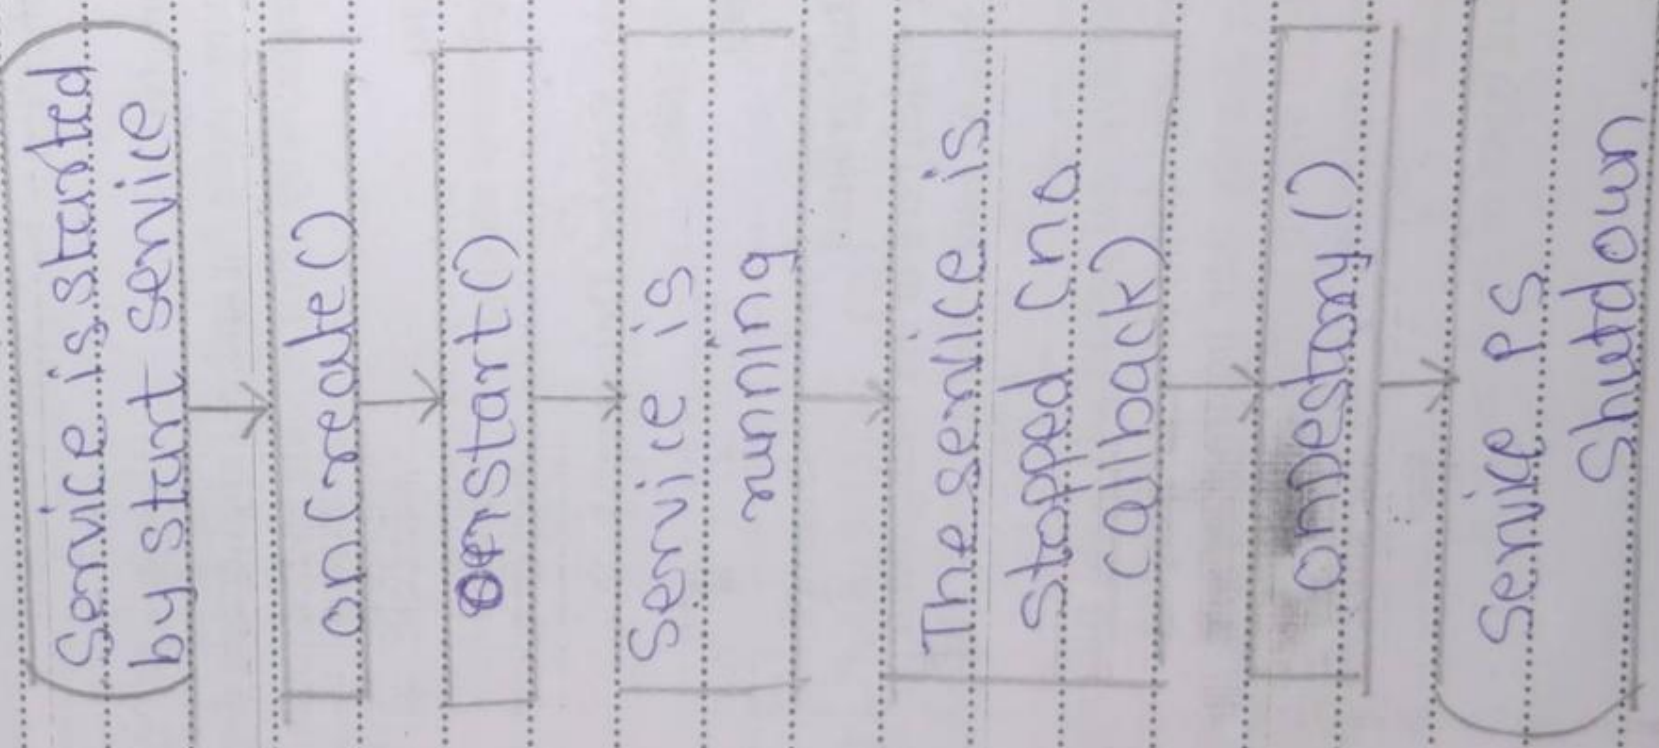 Service is started
by start service
onCreate()
onstart()
Service is
running
The service is
stopped (no
callback)
onDestory()
Service is
Shutdown